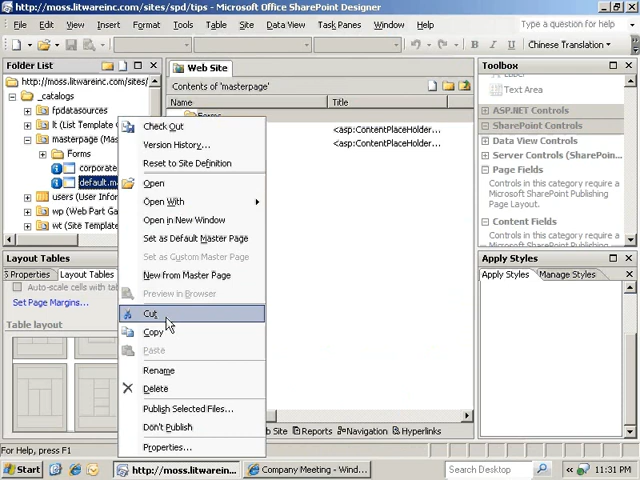 http://moss.litwareinc.com/sites/spd/tips - Microsoft Office SharePoint Designer
File Edit View Insert Format Tools Table Site Data View Task Panes Window Help
Type a question for help
Chinese Translation
Folder List
http://moss.litwareinc.com/sites/sp
_catalogs
fpdatasources
lt (List Template G
masterpage (Ma
Forms
corporate
default.ma
users (User Infor
wp (Web Part Ga
wt (Site Template
Web Site
Contents of 'masterpage'
Name Title
Forms
<asp:ContentPlaceHolder...
<asp:ContentPlaceHolder...
Check Out
Version History...
Reset to Site Definition
Open
Open With
Open in New Window
Set as Default Master Page
Set as Custom Master Page
New from Master Page
Preview in Browser
Cut
Copy
Paste
Rename
Delete
Publish Selected Files...
Don't Publish
Properties...
Layout Tables
Properties Layout Tables
Auto-scale cells with ta
Set Page Margins...
Table layout
Site Reports Navigation Hyperlinks
Toolbox
Text Area
ASP.NET Controls
SharePoint Controls
Data View Controls
Server Controls (SharePoint)
Page Fields
Controls in this category require a SharePoint Publishing Page Layout.
Content Fields
Controls in this category require a
Apply Styles
Apply Styles Manage Styles
For Help, press F1
Start
http://moss.litwareinc....
Company Meeting - Wind...
Search Desktop
11:31 PM